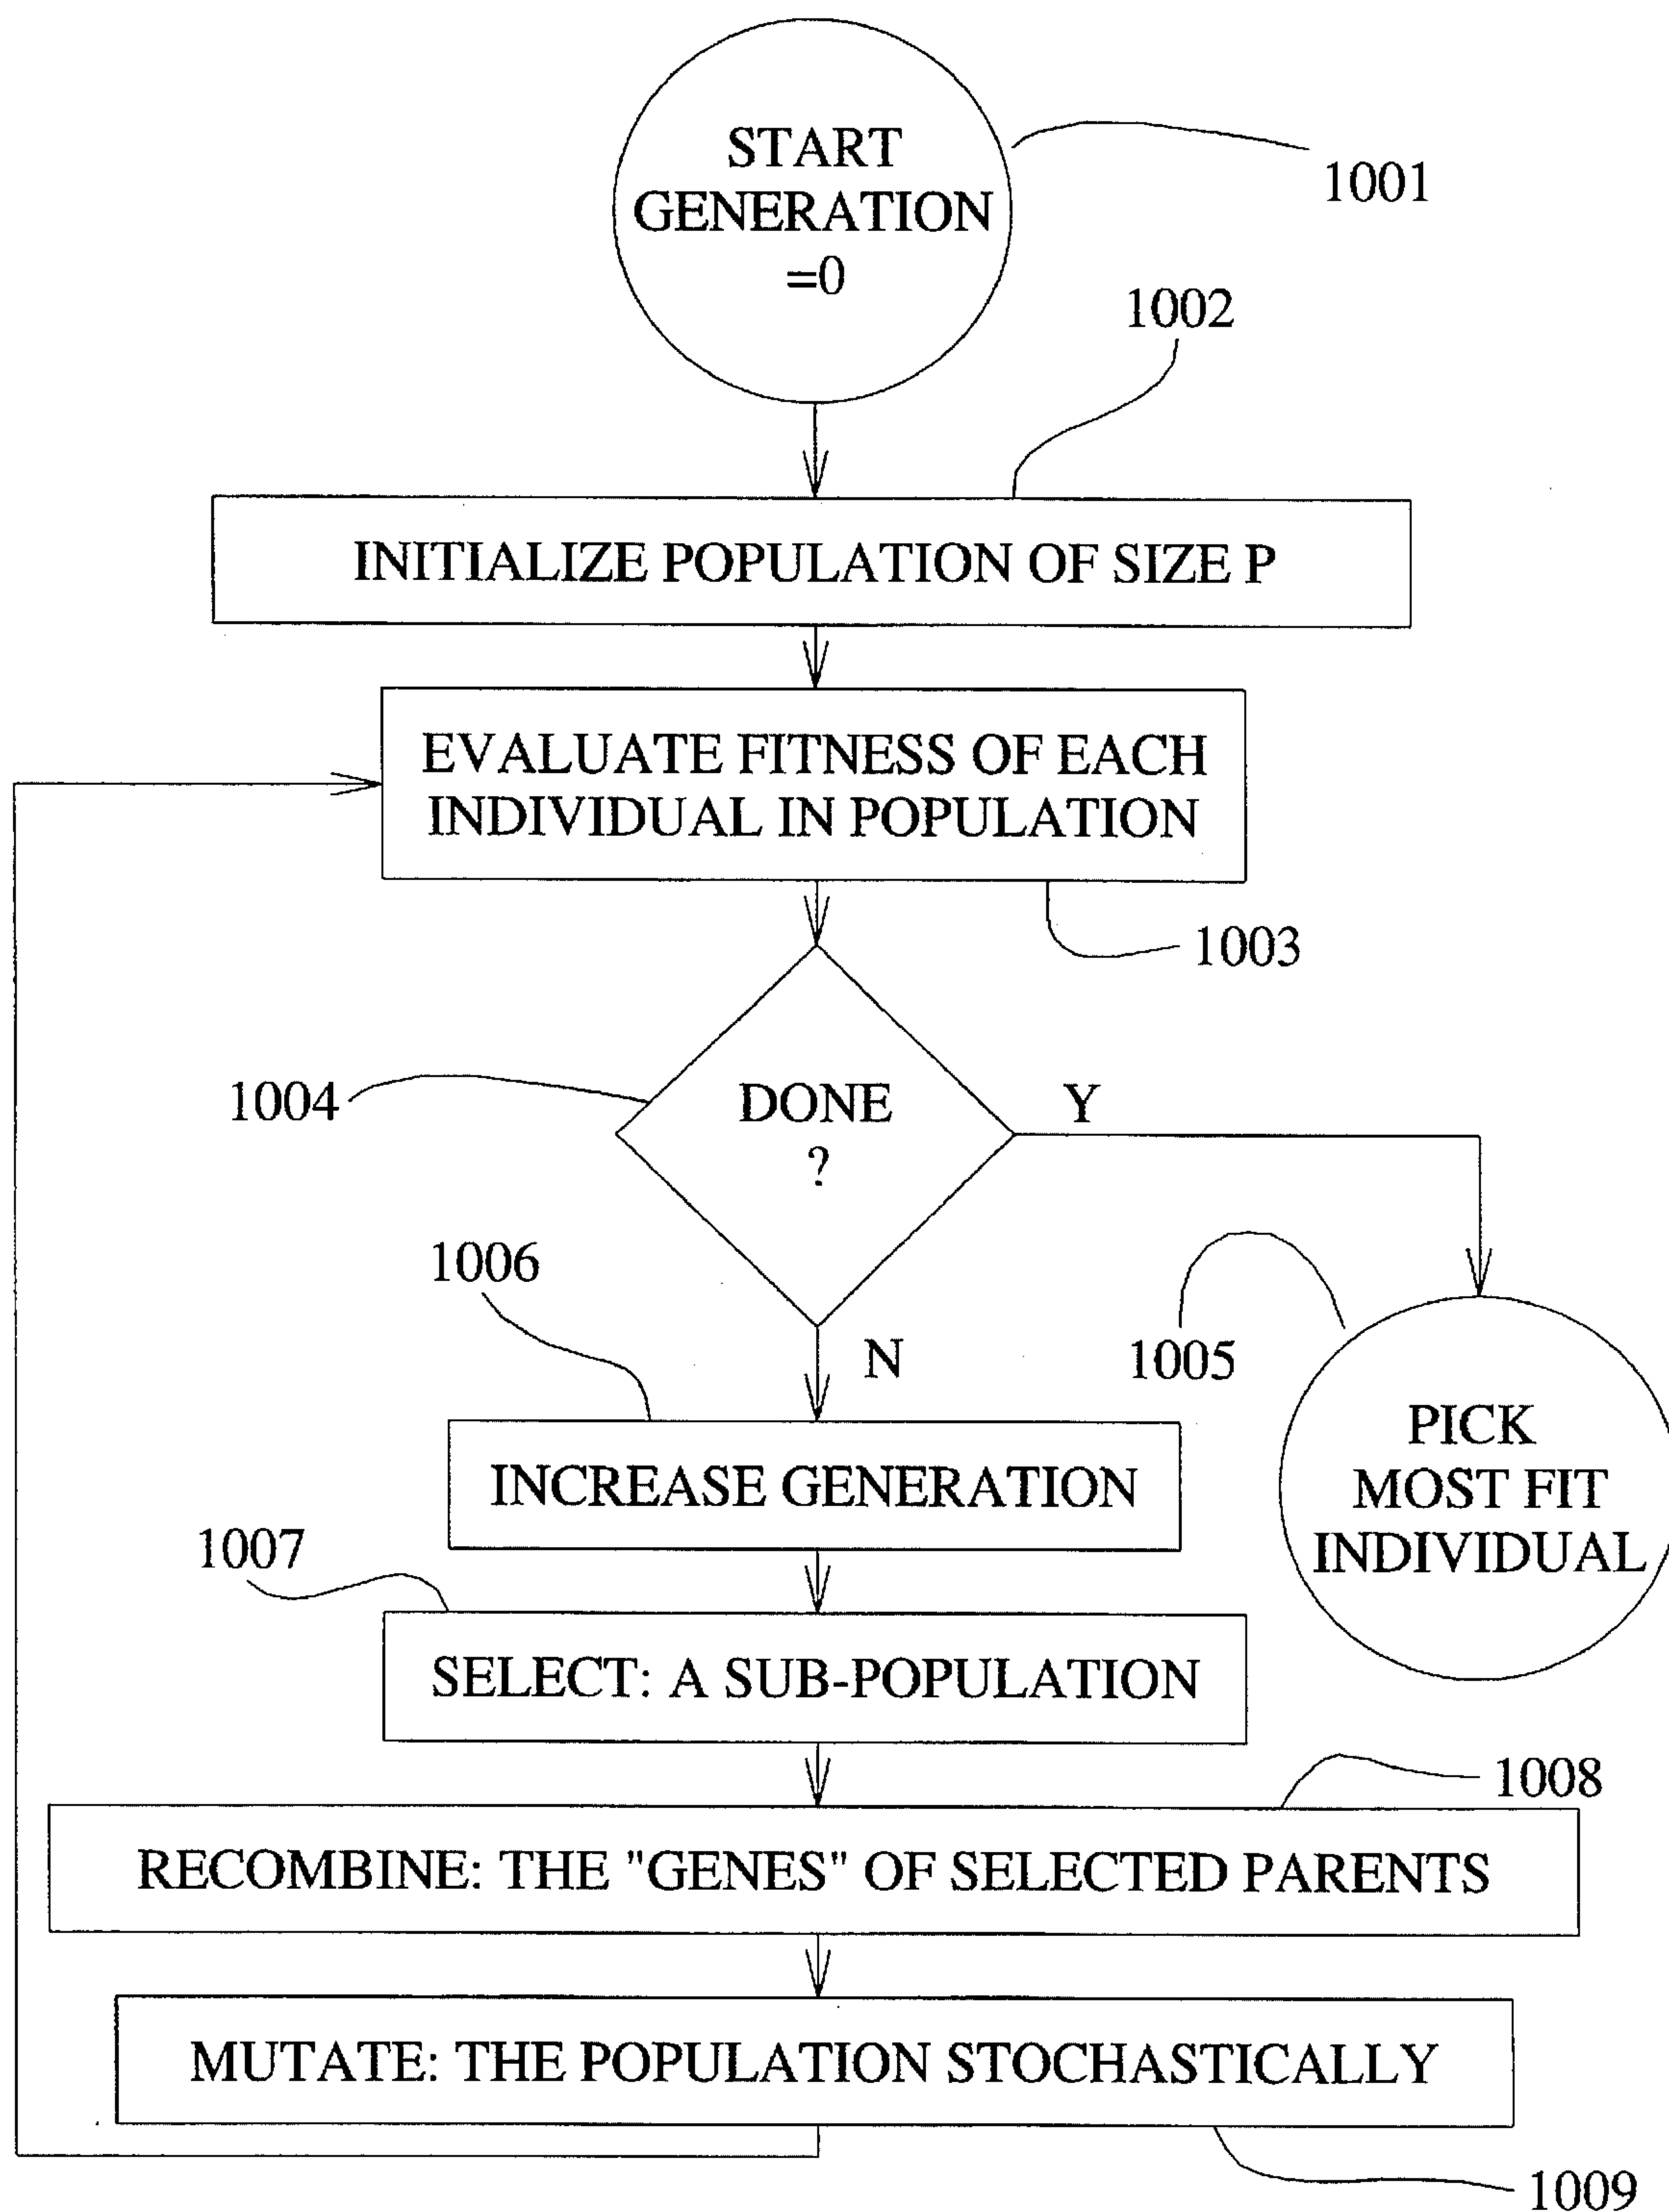 START
GENERATION
=0
1001
1002
INITIALIZE POPULATION OF SIZE P
EVALUATE FITNESS OF EACH
INDIVIDUAL IN POPULATION
1003
1004
DONE
?
Y
N
1005
PICK
MOST FIT
INDIVIDUAL
1006
INCREASE GENERATION
1007
SELECT: A SUB-POPULATION
1008
RECOMBINE: THE "GENES" OF SELECTED PARENTS
MUTATE: THE POPULATION STOCHASTICALLY
1009